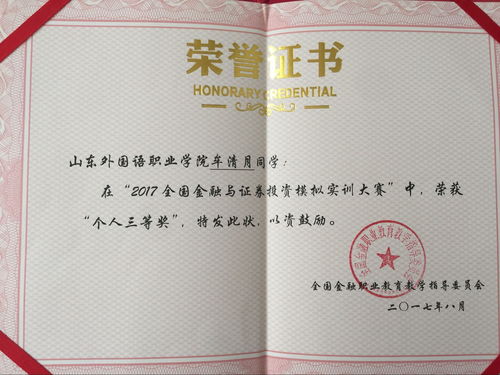 荣誉证书
HONORARY CREDENTIAL
山东外国语职业学院牟清月同学：
在“2017全国金融与证券投资模拟实训大赛”中，荣获
“个人三等奖”，特发此状，以资鼓励。
全国金融职业教育教学指导委员会
二〇一七年八月